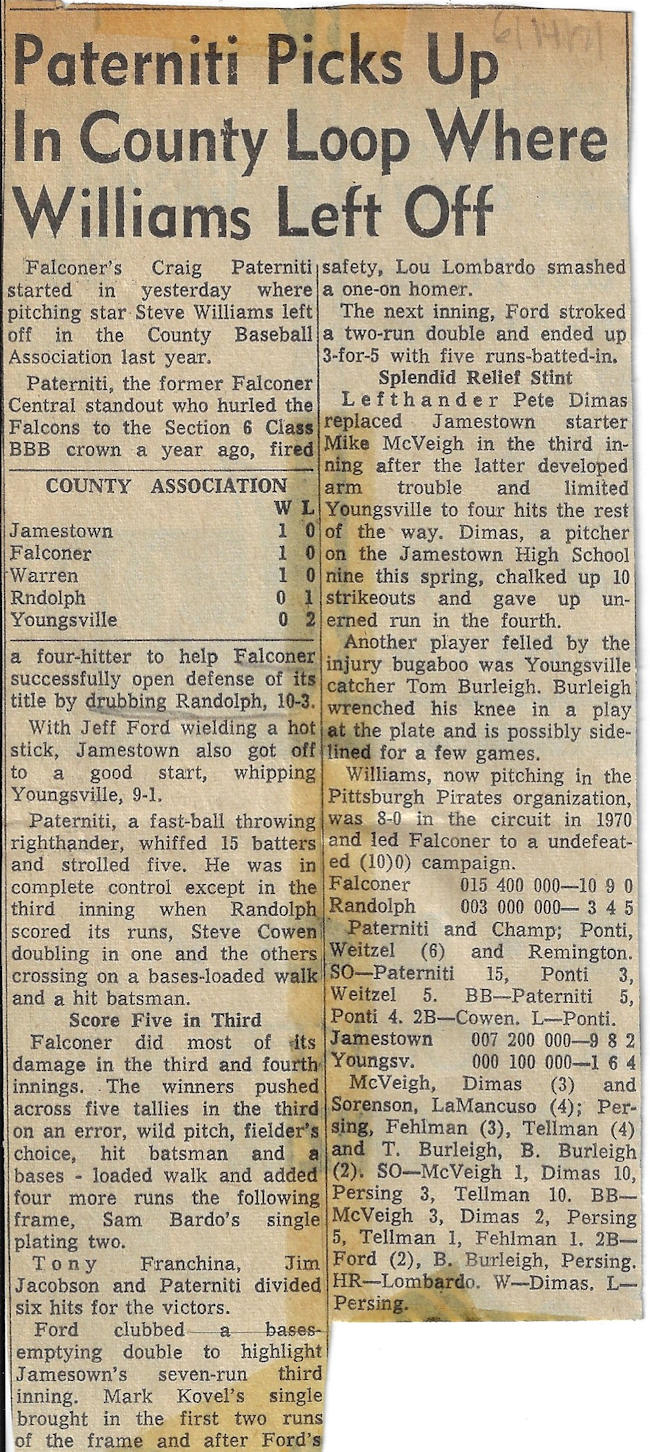 6/14/71
Paterniti Picks Up
In County Loop Where
Williams Left Off
Falconer's Craig Paterniti
started in yesterday where
pitching star Steve Williams left
off in the County Baseball
Association last year.
Paterniti, the former Falconer
Central standout who hurled the
Falcons to the Section 6 Class
BBB crown a year ago, fired
COUNTY ASSOCIATION
W L
Jamestown 1 0
Falconer 1 0
Warren 1 0
Rndolph 0 1
Youngsville 0 2
a four-hitter to help Falconer
successfully open defense of its
title by drubbing Randolph, 10-3.
With Jeff Ford wielding a hot
stick, Jamestown also got off
to a good start, whipping
Youngsville, 9-1.
Paterniti, a fast-ball throwing
righthander, whiffed 15 batters
and strolled five. He was in
complete control except in the
third inning when Randolph
scored its runs, Steve Cowen
doubling in one and the others
crossing on a bases-loaded walk
and a hit batsman.
Score Five in Third
Falconer did most of its
damage in the third and fourth
innings. The winners pushed
across five tallies in the third
on an error, wild pitch, fielder's
choice, hit batsman and a
bases - loaded walk and added
four more runs the following
frame, Sam Bardo's single
plating two.
Tony Franchina, Jim
Jacobson and Paterniti divided
six hits for the victors.
Ford clubbed a bases-
emptying double to highlight
Jamesown's seven-run third
inning. Mark Kovel's single
brought in the first two runs
of the frame and after Ford's
safety, Lou Lombardo smashed
a one-on homer.
The next inning, Ford stroked
a two-run double and ended up
3-for-5 with five runs-batted-in.
Splendid Relief Stint
Lefthander Pete Dimas
replaced Jamestown starter
Mike McVeigh in the third in-
ning after the latter developed
arm trouble and limited
Youngsville to four hits the rest
of the way. Dimas, a pitcher
on the Jamestown High School
nine this spring, chalked up 10
strikeouts and gave up un-
erned run in the fourth.
Another player felled by the
injury bugaboo was Youngsville
catcher Tom Burleigh. Burleigh
wrenched his knee in a play
at the plate and is possibly side-
lined for a few games.
Williams, now pitching in the
Pittsburgh Pirates organization,
was 8-0 in the circuit in 1970
and led Falconer to a undefeat-
ed (10)0) campaign.
Falconer 015 400 000—10 9 0
Randolph 003 000 000— 3 4 5
Paterniti and Champ; Ponti,
Weitzel (6) and Remington.
SO—Paterniti 15, Ponti 3,
Weitzel 5. BB—Paterniti 5,
Ponti 4. 2B—Cowen. L—Ponti.
Jamestown 007 200 000—9 8 2
Youngsv. 000 100 000—1 6 4
McVeigh, Dimas (3) and
Sorenson, LaMancuso (4); Per-
sing, Fehlman (3), Tellman (4)
and T. Burleigh, B. Burleigh
(2). SO—McVeigh 1, Dimas 10,
Persing 3, Tellman 10. BB—
McVeigh 3, Dimas 2, Persing
5, Tellman 1, Fehlman 1. 2B—
Ford (2), B. Burleigh, Persing.
HR—Lombardo. W—Dimas. L—
Persing.